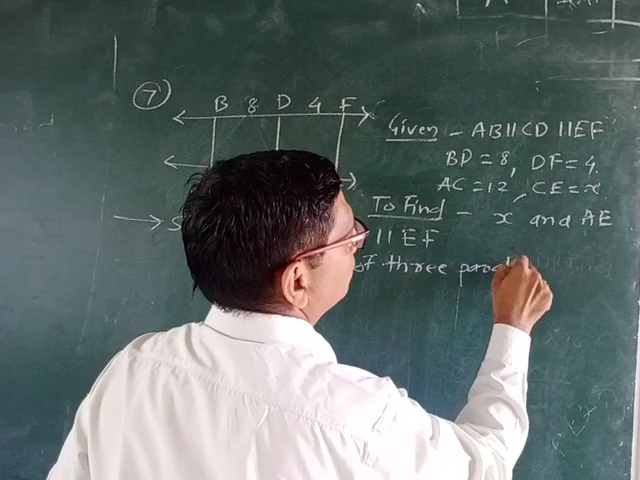 7
B 8 D 4 F
Given - AB || CD || EF
BD = 8, DF = 4
AC = 12, CE = x
To Find - x and AE
|| EF
of three